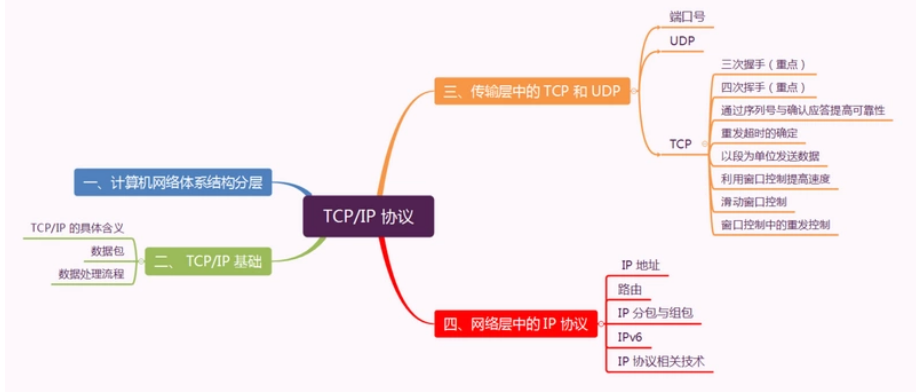 TCP/IP 协议
一、计算机网络体系结构分层
二、 TCP/IP 基础
TCP/IP 的具体含义
数据包
数据处理流程
三、传输层中的 TCP 和 UDP
端口号
UDP
TCP
三次握手（重点）
四次挥手（重点）
通过序列号与确认应答提高可靠性
重发超时的确定
以段为单位发送数据
利用窗口控制提高速度
滑动窗口控制
窗口控制中的重发控制
四、网络层中的 IP 协议
IP 地址
路由
IP 分包与组包
IPv6
IP 协议相关技术